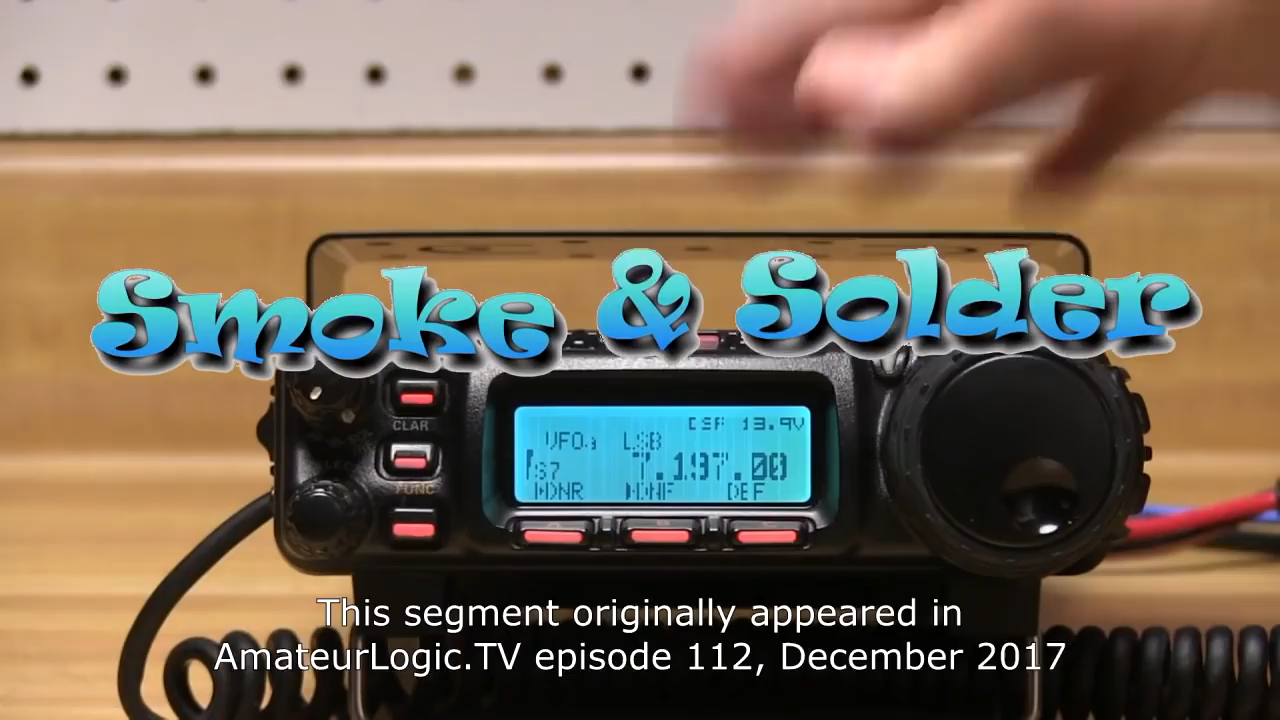 Smoke & Solder
CLAR
FUNC
DSP 13.9V
VFOa LSB
S7 7.197.00
DNR DNF DBF
This segment originally appeared in
AmateurLogic.TV episode 112, December 2017